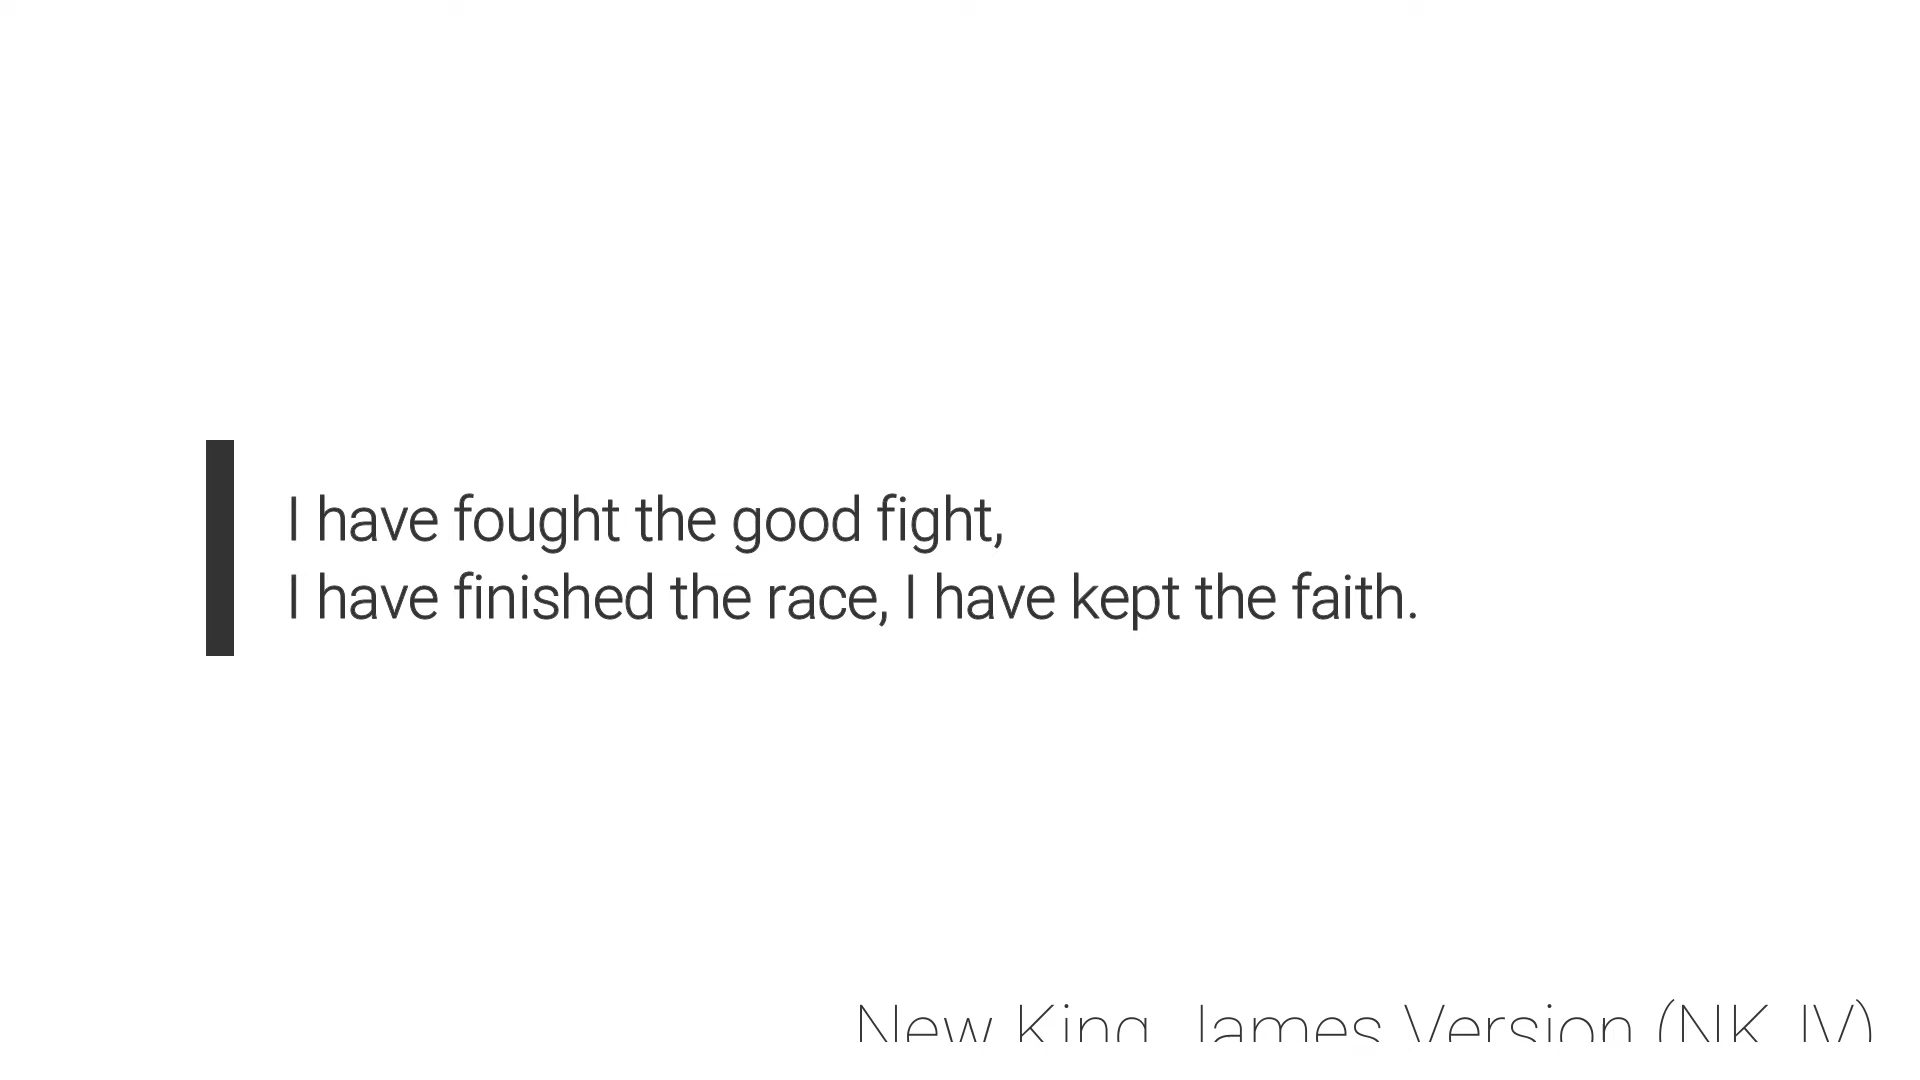 I have fought the good fight,
I have finished the race, I have kept the faith.
New King James Version (NKJV)